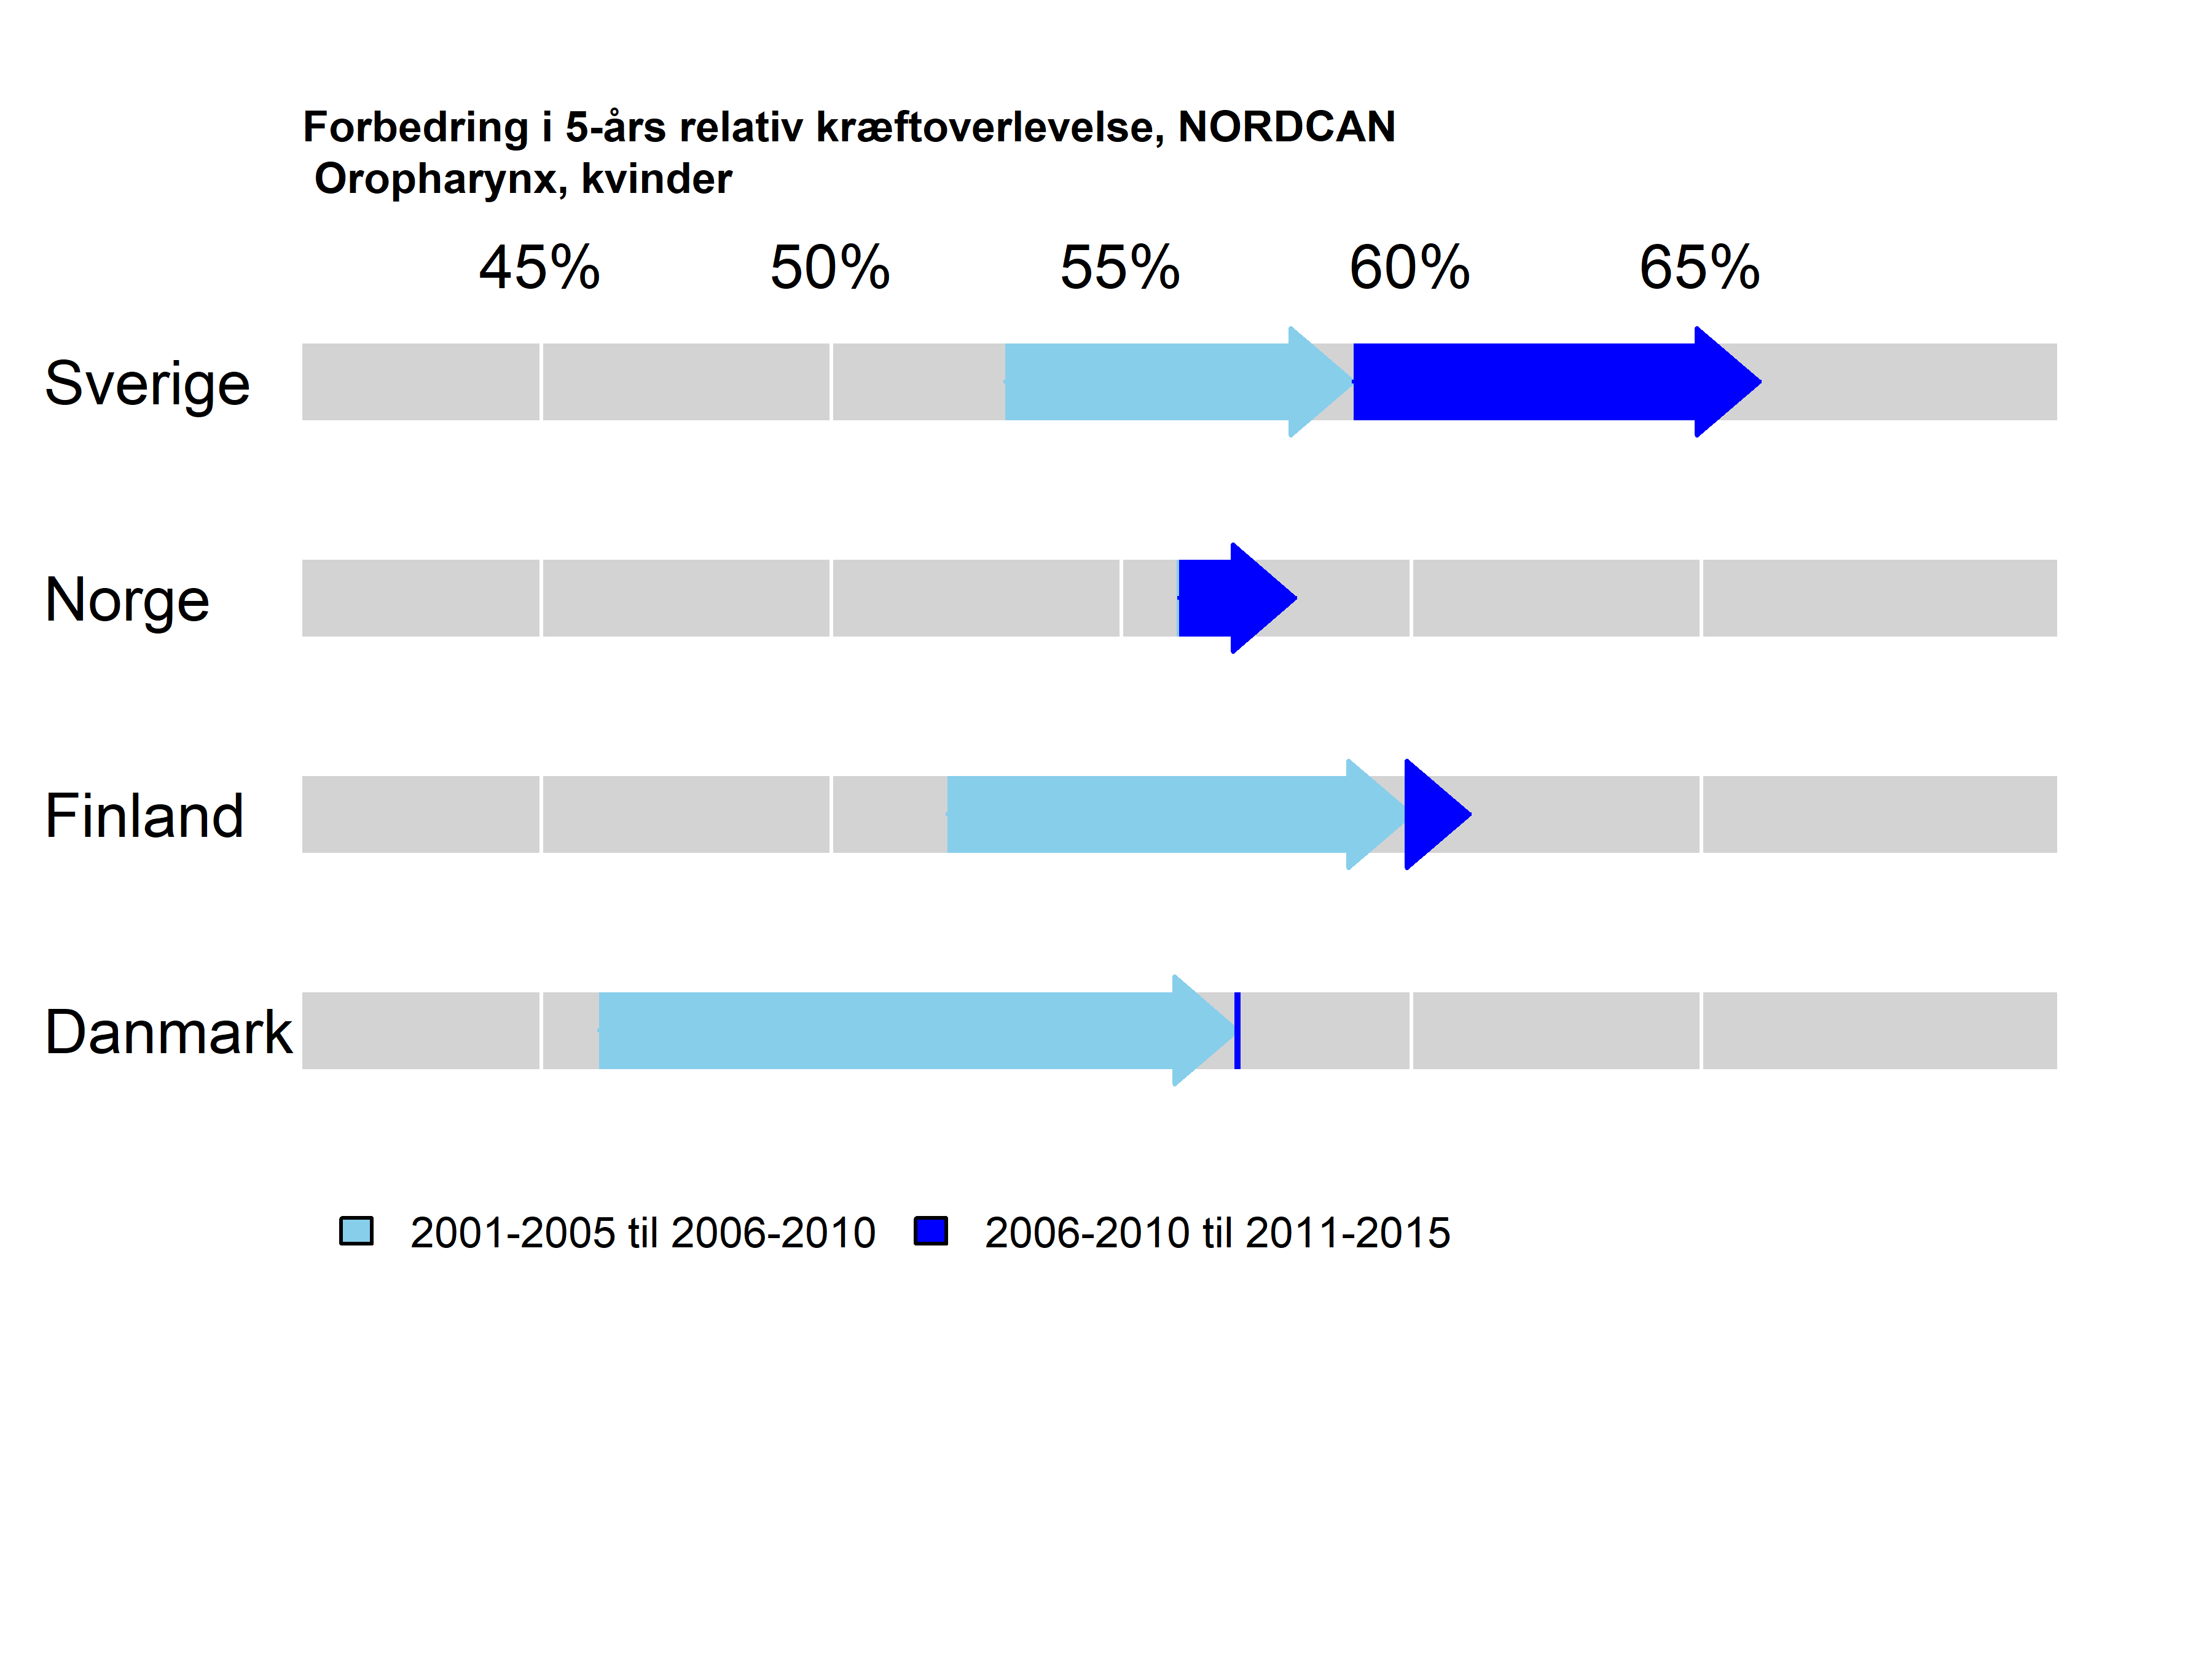 Forbedring i 5-års relativ kræftoverlevelse, NORDCAN
Oropharynx, kvinder
45% 50% 55% 60% 65%
Sverige
Norge
Finland
Danmark
2001-2005 til 2006-2010 2006-2010 til 2011-2015